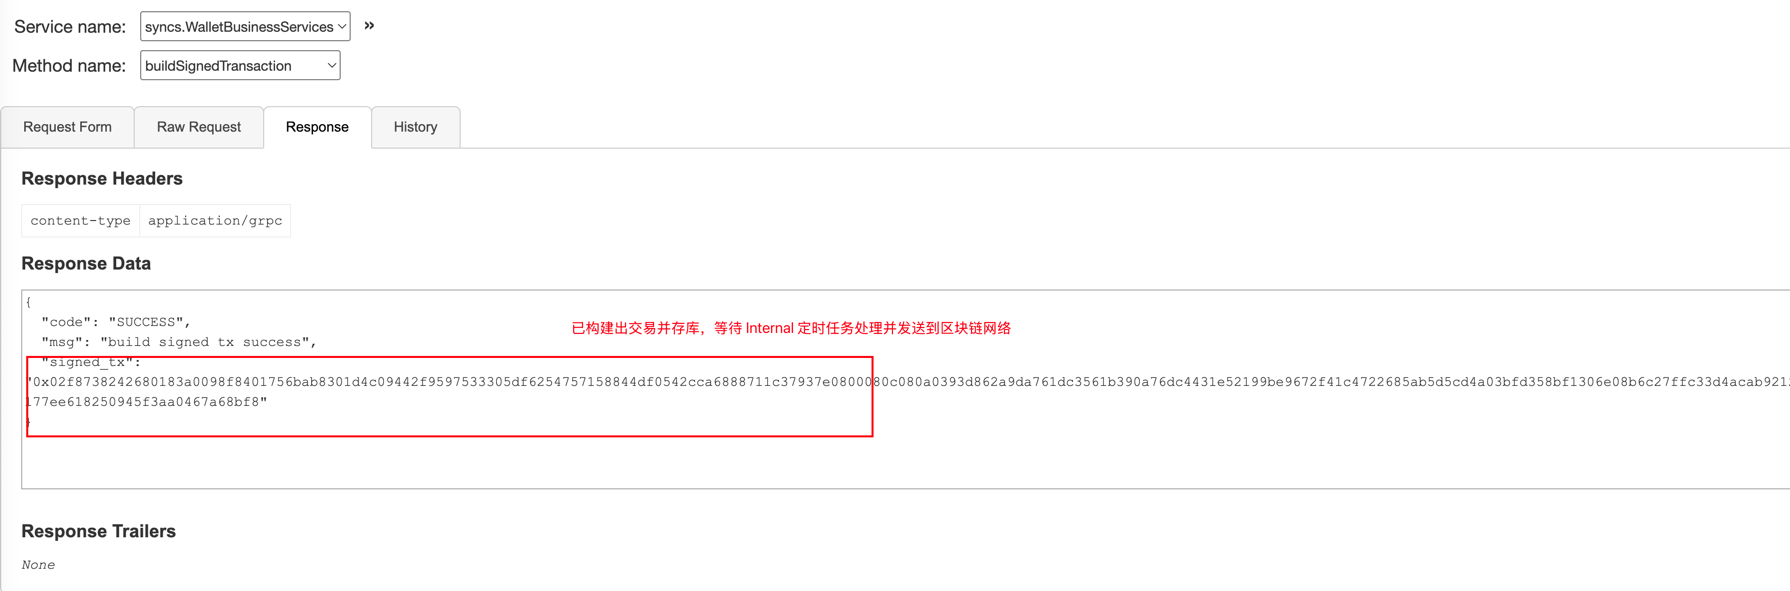 Service name: syncs.WalletBusinessServices »
Method name: buildSignedTransaction
Request Form Raw Request Response History
Response Headers
content-type application/grpc
Response Data
{
"code": "SUCCESS",
已构建出交易并存库，等待 Internal 定时任务处理并发送到区块链网络
"msg": "build signed tx success",
"signed_tx":
"0x02f8738242680183a0098f8401756bab8301d4c09442f9597533305df6254757158844df0542cca6888711c37937e0800080c080a0393d862a9da761dc3561b390a76dc4431e52199be9672f41c4722685ab5d5cd4a03bfd358bf1306e08b6c27ffc33d4acab921
177ee618250945f3aa0467a68bf8"
}
Response Trailers
None